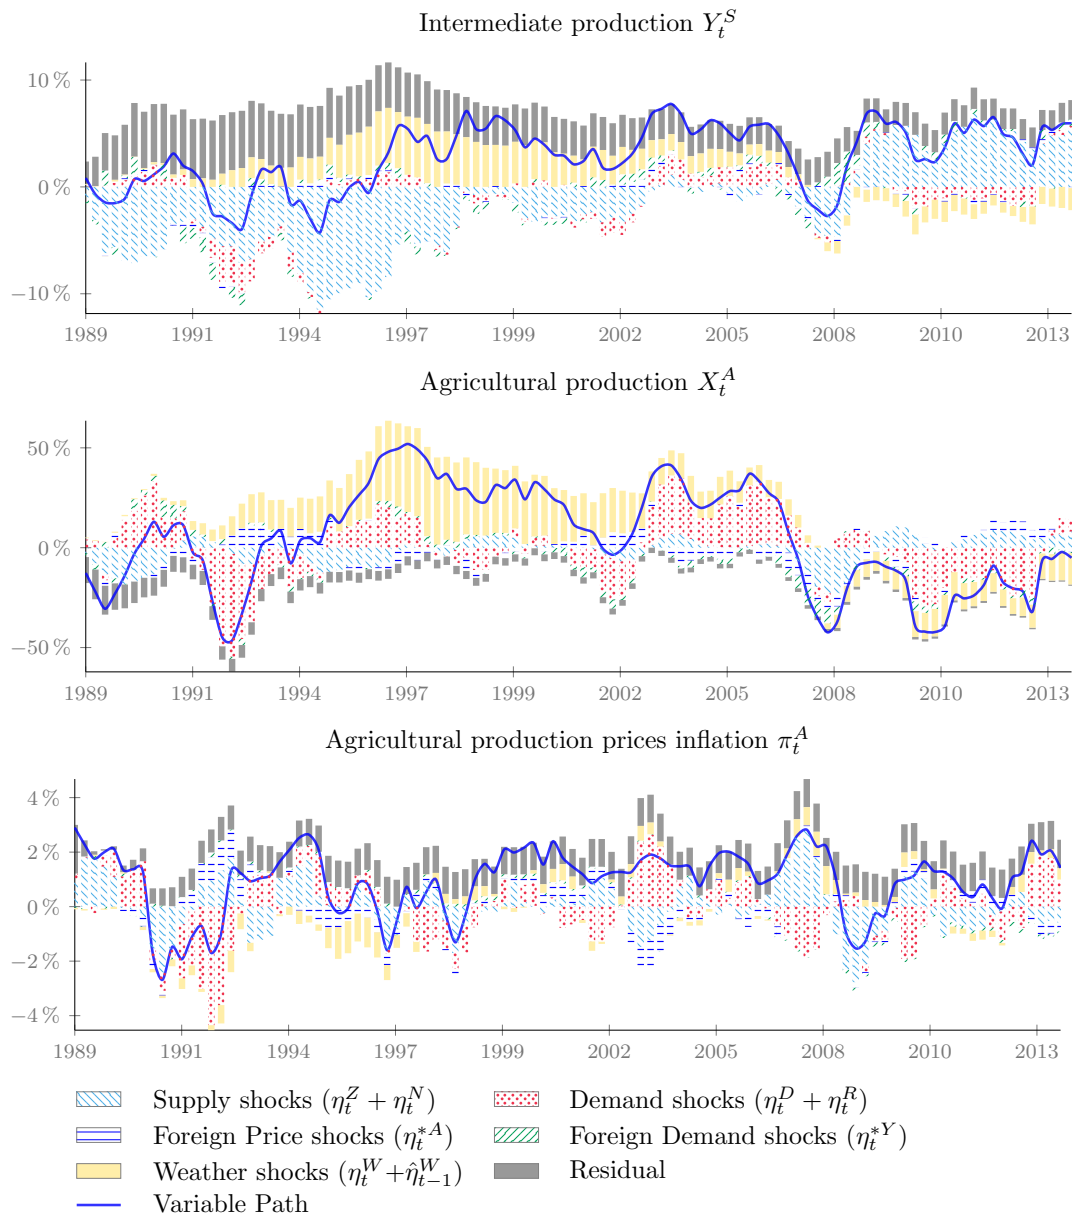 Intermediate production Y_t^S
10 %
0 %
−10 %
1989 1991 1994 1997 1999 2002 2005 2008 2010 2013
Agricultural production X_t^A
50 %
0 %
−50 %
1989 1991 1994 1997 1999 2002 2005 2008 2010 2013
Agricultural production prices inflation π_t^A
4 %
2 %
0 %
−2 %
−4 %
1989 1991 1994 1997 1999 2002 2005 2008 2010 2013
Supply shocks (η_t^Z + η_t^N) Demand shocks (η_t^D + η_t^R)
Foreign Price shocks (η_t^{*A}) Foreign Demand shocks (η_t^{*Y})
Weather shocks (η_t^W + η̂_{t−1}^W) Residual
Variable Path